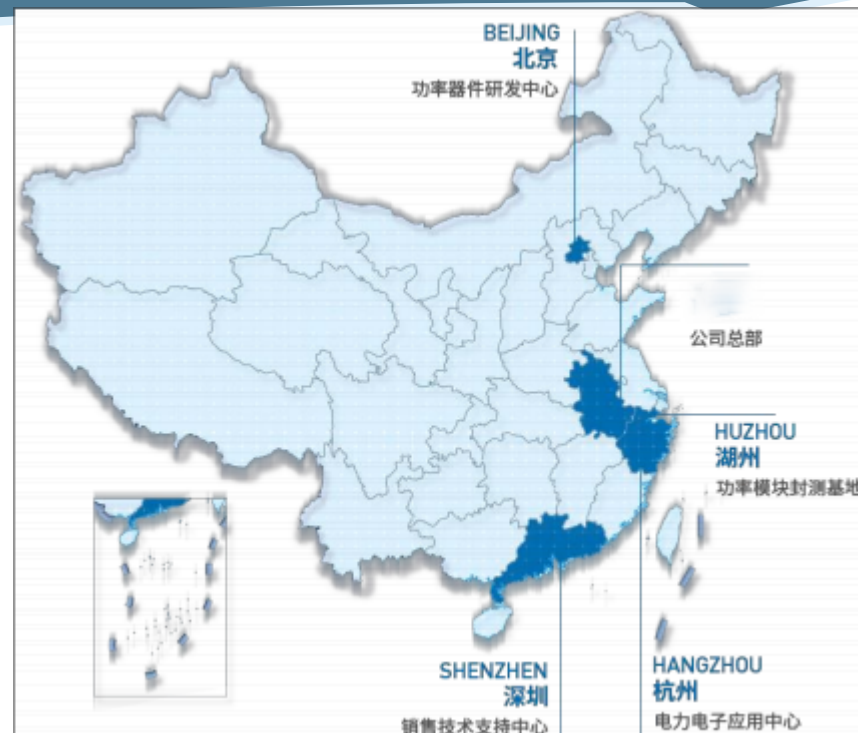 BEIJING
北京
功率器件研发中心
公司总部
HUZHOU
湖州
功率模块封测基地
SHENZHEN
深圳
销售技术支持中心
HANGZHOU
杭州
电力电子应用中心